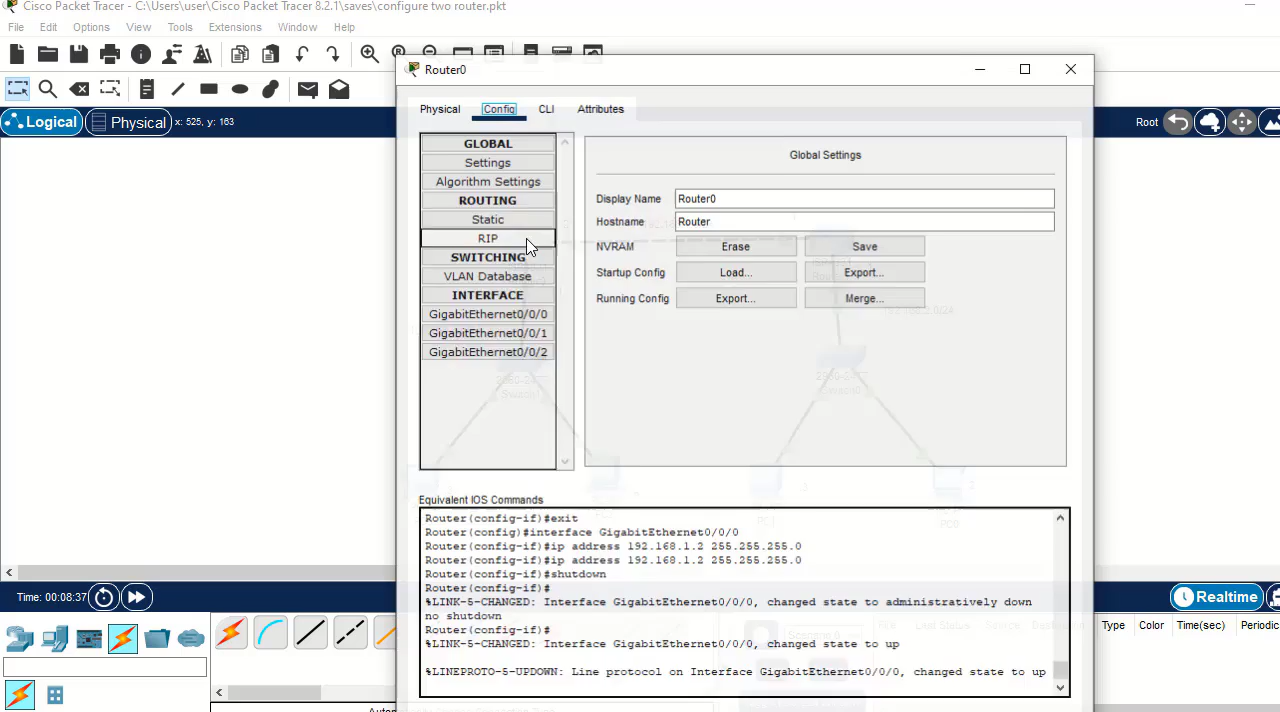 Cisco Packet Tracer - C:\Users\user\Cisco Packet Tracer 8.2.1\saves\configure two router.pkt
File Edit Options View Tools Extensions Window Help
Router0
Physical Config CLI Attributes
Logical Physical x: 525, y: 163
Root
GLOBAL
Settings
Algorithm Settings
ROUTING
Static
RIP
SWITCHING
VLAN Database
INTERFACE
GigabitEthernet0/0/0
GigabitEthernet0/0/1
GigabitEthernet0/0/2
Global Settings
Display Name Router0
Hostname Router
NVRAM Erase Save
Startup Config Load... Export...
Running Config Export... Merge...
Equivalent IOS Commands
Router(config-if)#exit
Router(config)#interface GigabitEthernet0/0/0
Router(config-if)#ip address 192.168.1.2 255.255.255.0
Router(config-if)#ip address 192.168.1.2 255.255.255.0
Router(config-if)#shutdown
Router(config-if)#
%LINK-5-CHANGED: Interface GigabitEthernet0/0/0, changed state to administratively down
no shutdown
Router(config-if)#
%LINK-5-CHANGED: Interface GigabitEthernet0/0/0, changed state to up
%LINEPROTO-5-UPDOWN: Line protocol on Interface GigabitEthernet0/0/0, changed state to up
Time: 00:08:37
Realtime
Type Color Time(sec) Periodic